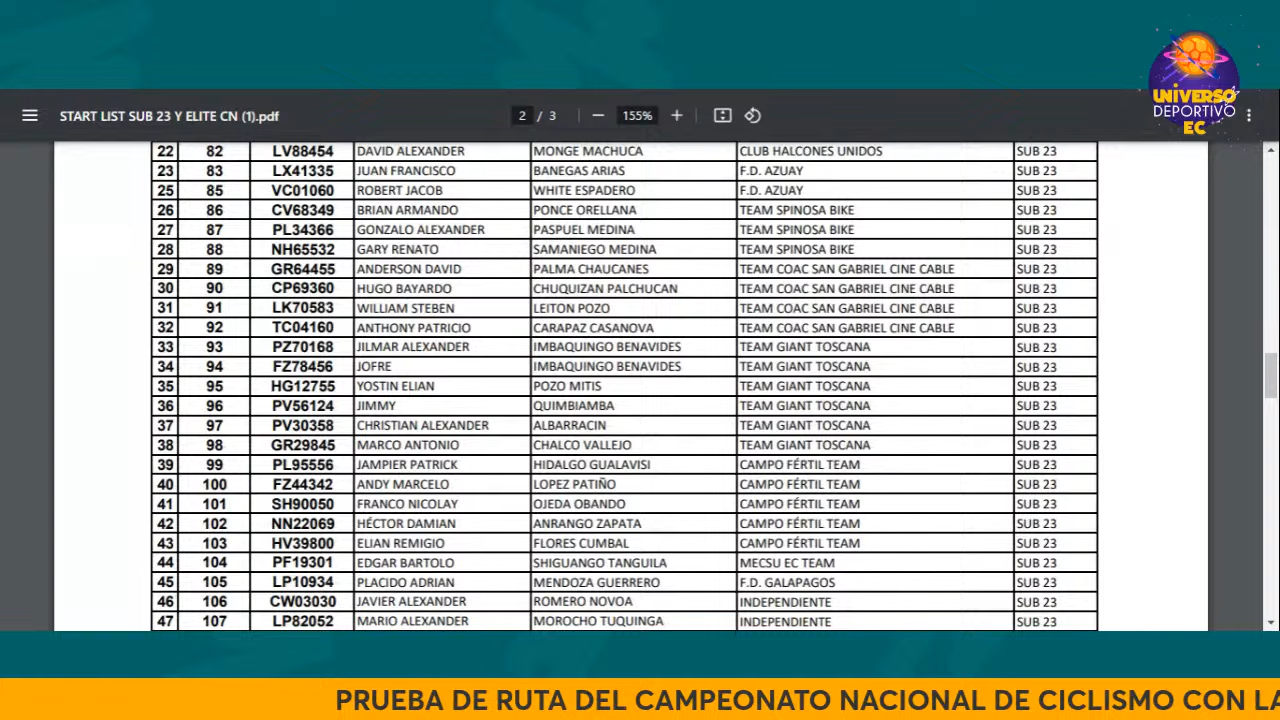 UNIVERSO
DEPORTIVO
EC
START LIST SUB 23 Y ELITE CN (1).pdf 2 / 3 155%
22 82 LV88454 DAVID ALEXANDER MONGE MACHUCA CLUB HALCONES UNIDOS SUB 23
23 83 LX41335 JUAN FRANCISCO BANEGAS ARIAS F.D. AZUAY SUB 23
25 85 VC01060 ROBERT JACOB WHITE ESPADERO F.D. AZUAY SUB 23
26 86 CV68349 BRIAN ARMANDO PONCE ORELLANA TEAM SPINOSA BIKE SUB 23
27 87 PL34366 GONZALO ALEXANDER PASPUEL MEDINA TEAM SPINOSA BIKE SUB 23
28 88 NH65532 GARY RENATO SAMANIEGO MEDINA TEAM SPINOSA BIKE SUB 23
29 89 GR64455 ANDERSON DAVID PALMA CHAUCANES TEAM COAC SAN GABRIEL CINE CABLE SUB 23
30 90 CP69360 HUGO BAYARDO CHUQUIZAN PALCHUCAN TEAM COAC SAN GABRIEL CINE CABLE SUB 23
31 91 LK70583 WILLIAM STEBEN LEITON POZO TEAM COAC SAN GABRIEL CINE CABLE SUB 23
32 92 TC04160 ANTHONY PATRICIO CARAPAZ CASANOVA TEAM COAC SAN GABRIEL CINE CABLE SUB 23
33 93 PZ70168 JILMAR ALEXANDER IMBAQUINGO BENAVIDES TEAM GIANT TOSCANA SUB 23
34 94 FZ78456 JOFRE IMBAQUINGO BENAVIDES TEAM GIANT TOSCANA SUB 23
35 95 HG12755 YOSTIN ELIAN POZO MITIS TEAM GIANT TOSCANA SUB 23
36 96 PV56124 JIMMY QUIMBIAMBA TEAM GIANT TOSCANA SUB 23
37 97 PV30358 CHRISTIAN ALEXANDER ALBARRACIN TEAM GIANT TOSCANA SUB 23
38 98 GR29845 MARCO ANTONIO CHALCO VALLEJO TEAM GIANT TOSCANA SUB 23
39 99 PL95556 JAMPIER PATRICK HIDALGO GUALAVISI CAMPO FÉRTIL TEAM SUB 23
40 100 FZ44342 ANDY MARCELO LOPEZ PATIÑO CAMPO FÉRTIL TEAM SUB 23
41 101 SH90050 FRANCO NICOLAY OJEDA OBANDO CAMPO FÉRTIL TEAM SUB 23
42 102 NN22069 HÉCTOR DAMIAN ANRANGO ZAPATA CAMPO FÉRTIL TEAM SUB 23
43 103 HV39800 ELIAN REMIGIO FLORES CUMBAL CAMPO FÉRTIL TEAM SUB 23
44 104 PF19301 EDGAR BARTOLO SHIGUANGO TANGUILA MECSU EC TEAM SUB 23
45 105 LP10934 PLACIDO ADRIAN MENDOZA GUERRERO F.D. GALAPAGOS SUB 23
46 106 CW03030 JAVIER ALEXANDER ROMERO NOVOA INDEPENDIENTE SUB 23
47 107 LP82052 MARIO ALEXANDER MOROCHO TUQUINGA INDEPENDIENTE SUB 23
PRUEBA DE RUTA DEL CAMPEONATO NACIONAL DE CICLISMO CON LA